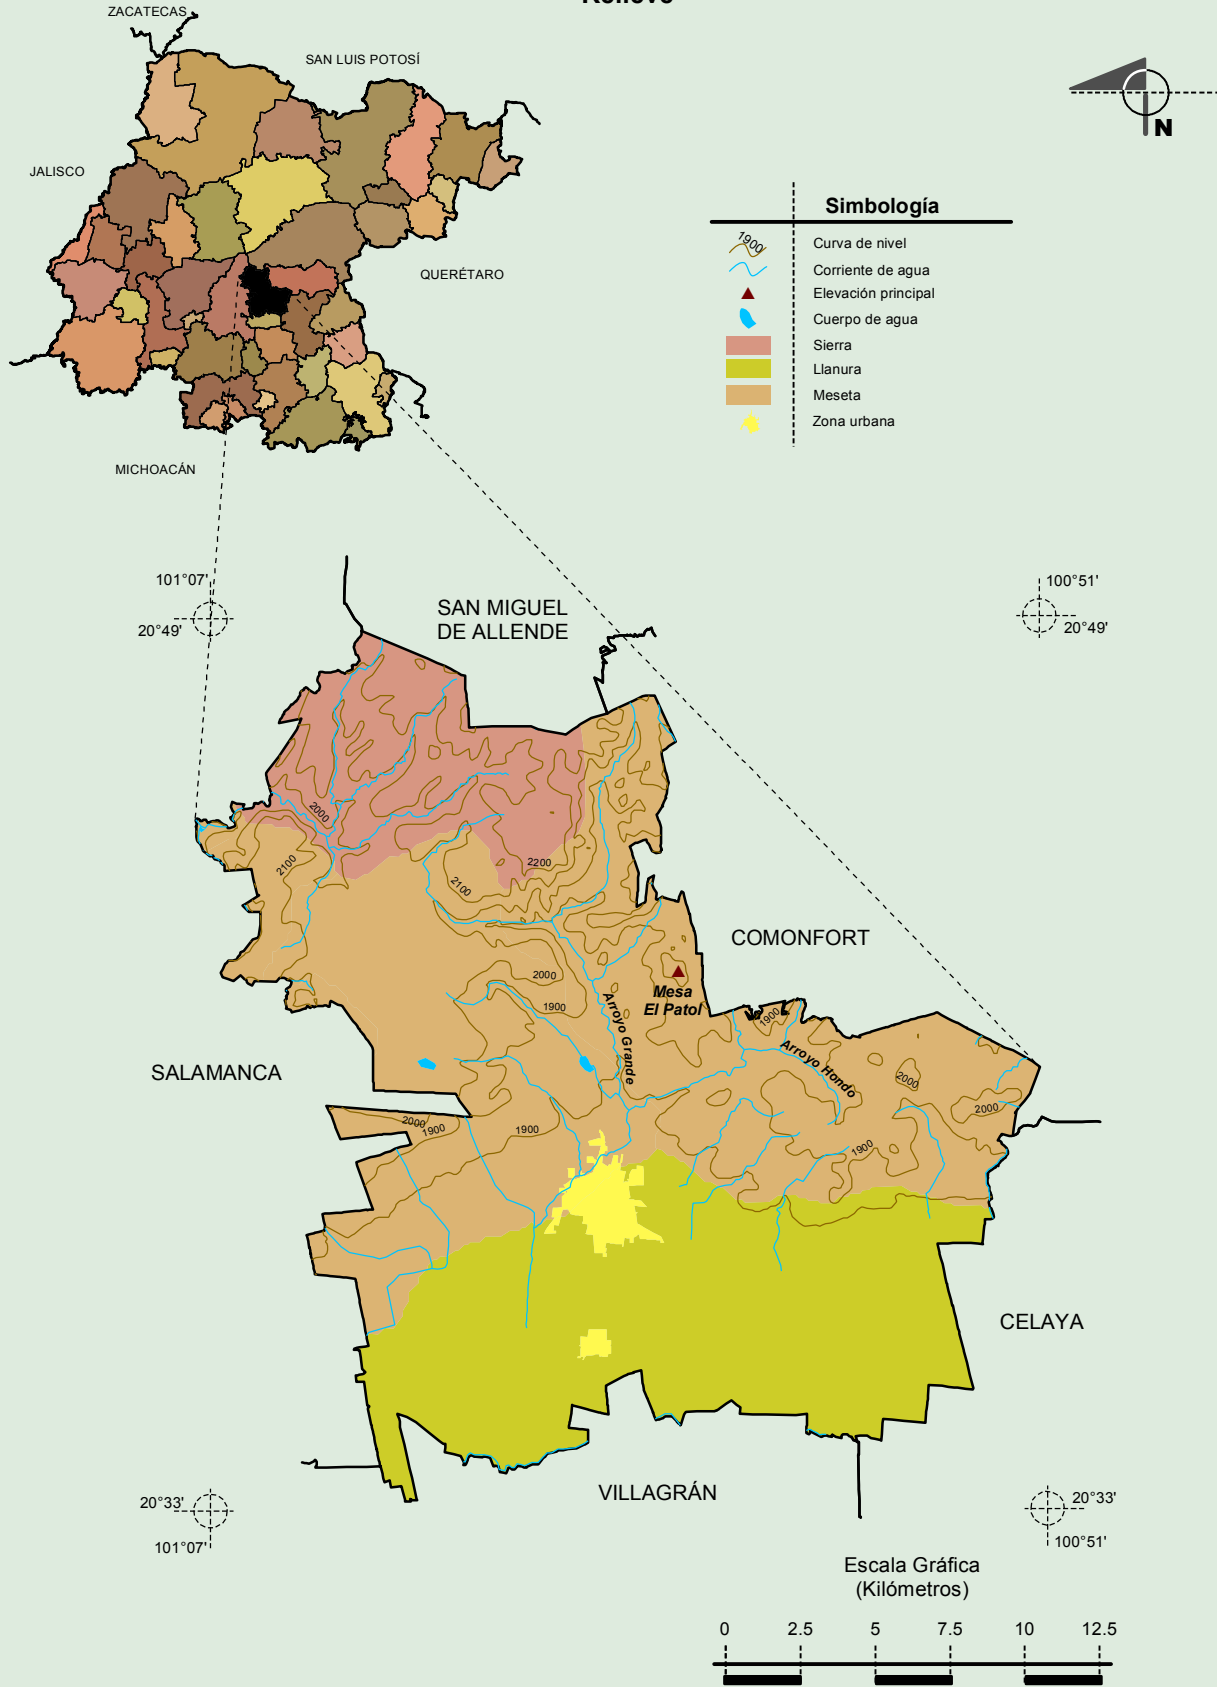 Relieve
ZACATECAS
SAN LUIS POTOSÍ
JALISCO
QUERÉTARO
MICHOACÁN
N
Simbología
1900
Curva de nivel
Corriente de agua
Elevación principal
Cuerpo de agua
Sierra
Llanura
Meseta
Zona urbana
101°07'
20°49'
100°51'
20°49'
SAN MIGUEL
DE ALLENDE
2000
2100
2200
2100
COMONFORT
2000
1900
Mesa
El Patol
Arroyo Grande
1900
Arroyo Hondo
SALAMANCA
2000
2000
2000
1900
1900
1900
CELAYA
VILLAGRÁN
20°33'
101°07'
20°33'
100°51'
Escala Gráfica
(Kilómetros)
0 2.5 5 7.5 10 12.5